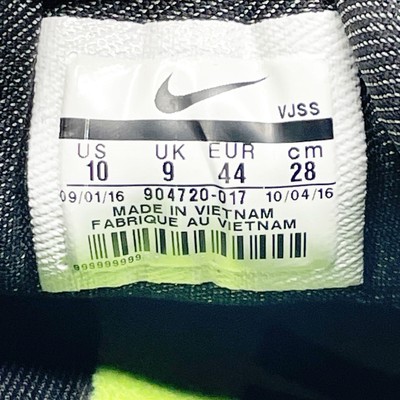 VJSS
US UK EUR cm
10 9 44 28
09/01/16 904720-017 10/04/16
MADE IN VIETNAM
FABRIQUE AU VIETNAM
999999999